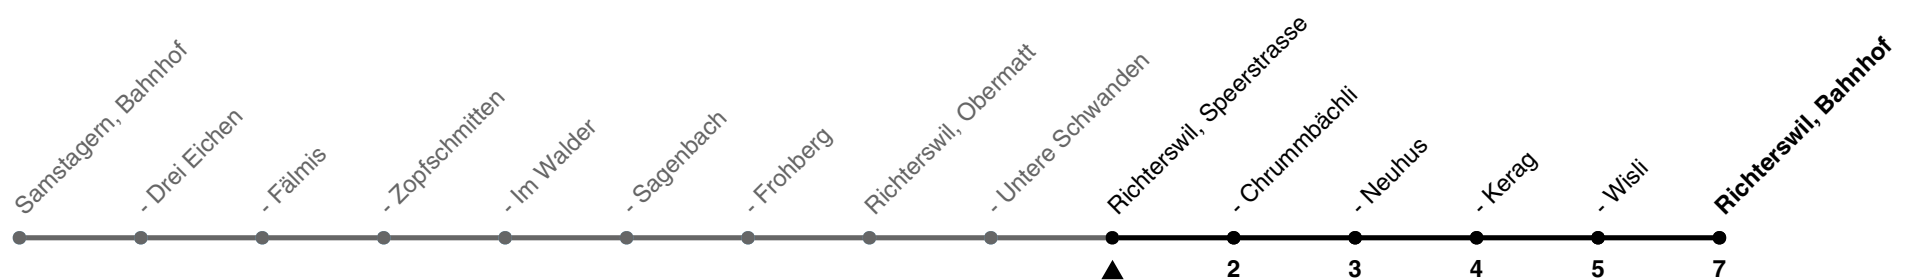 Samstagern, Bahnhof
- Drei Eichen
- Fälmis
- Zopfschmitten
- Im Walder
- Sagenbach
- Frohberg
Richterswil, Obermatt
- Untere Schwanden
Richterswil, Speerstrasse
- Chrummbächli
- Neuhus
- Kerag
- Wisli
Richterswil, Bahnhof
2
3
4
5
7